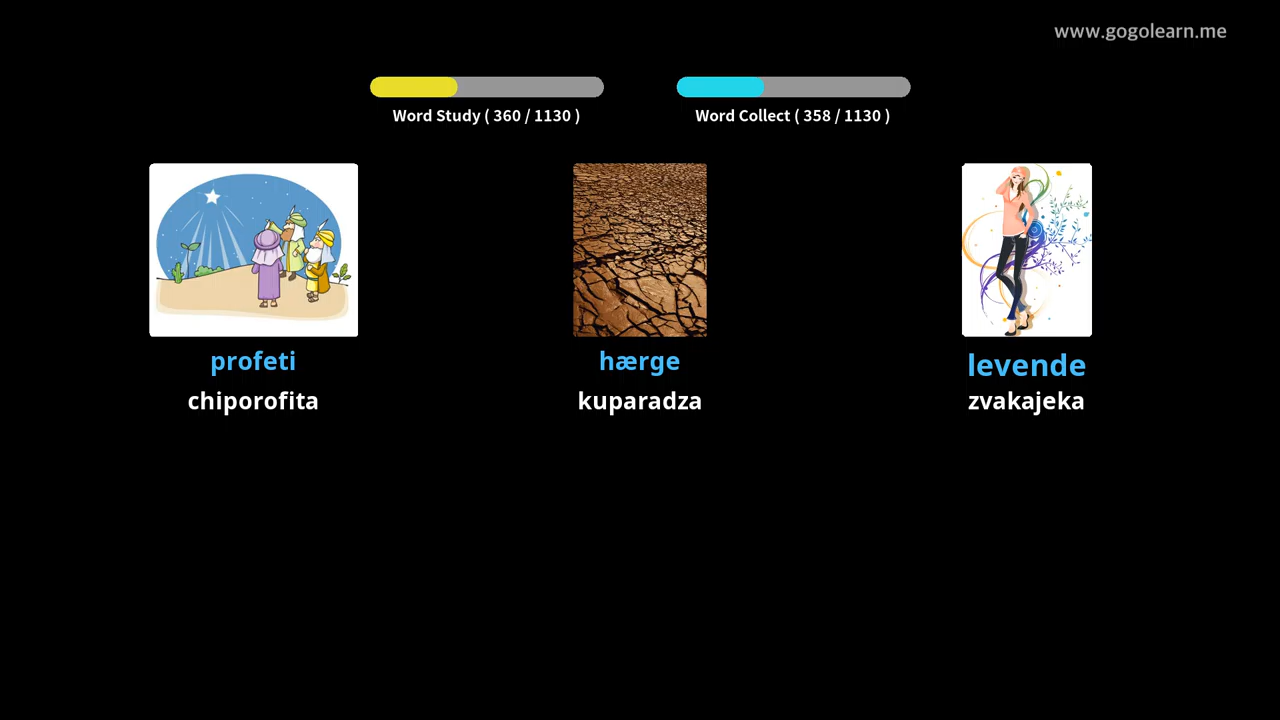 www.gogolearn.me
Word Study ( 360 / 1130 )
Word Collect ( 358 / 1130 )
profeti
chiporofita
hærge
kuparadza
levende
zvakajeka